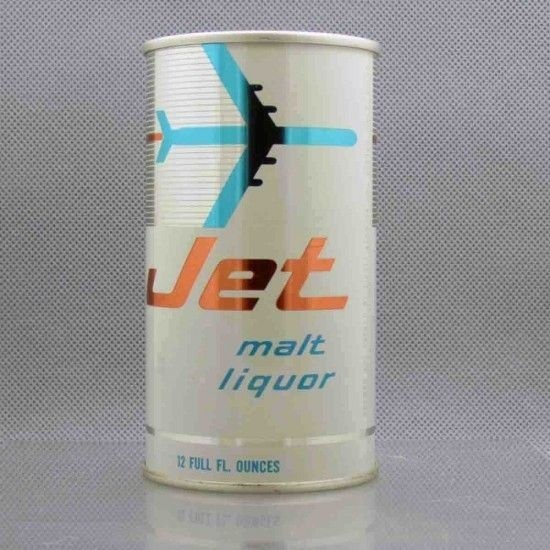 Jet
malt
liquor
12 FULL FL. OUNCES